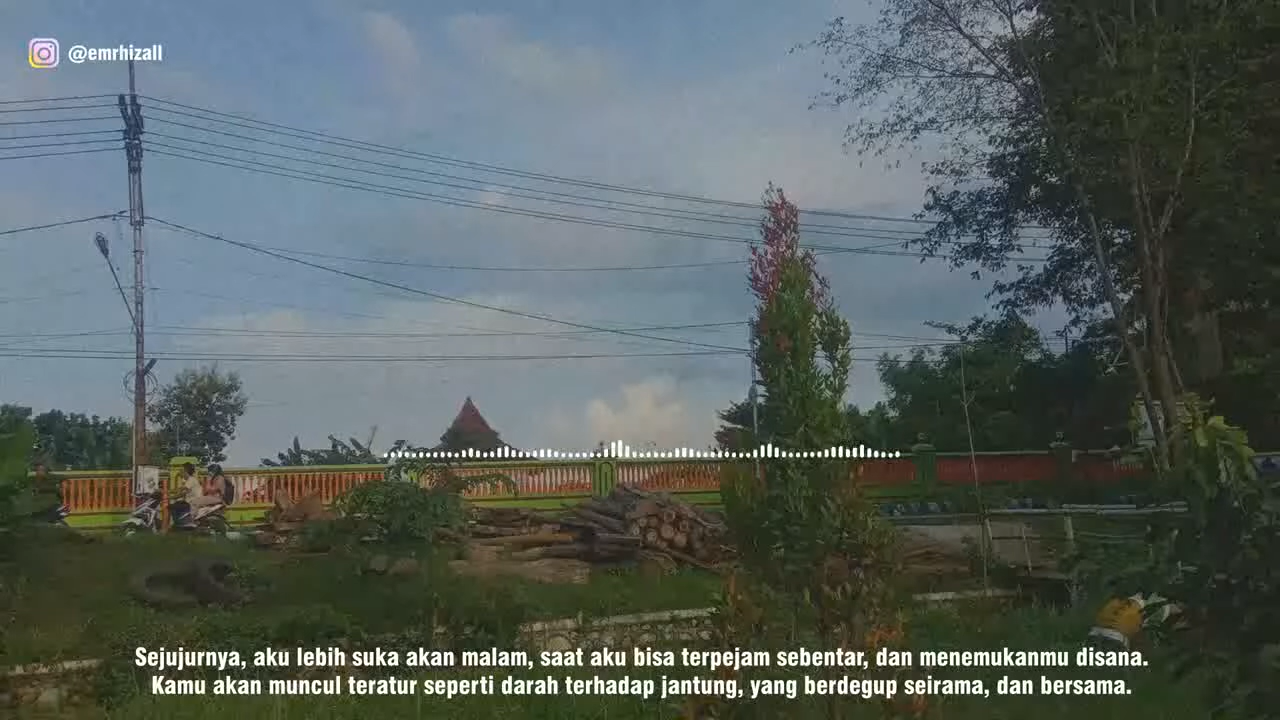 @emrhizall
Sejujurnya, aku lebih suka akan malam, saat aku bisa terpejam sebentar, dan menemukanmu disana.
Kamu akan muncul teratur seperti darah terhadap jantung, yang berdegup seirama, dan bersama.